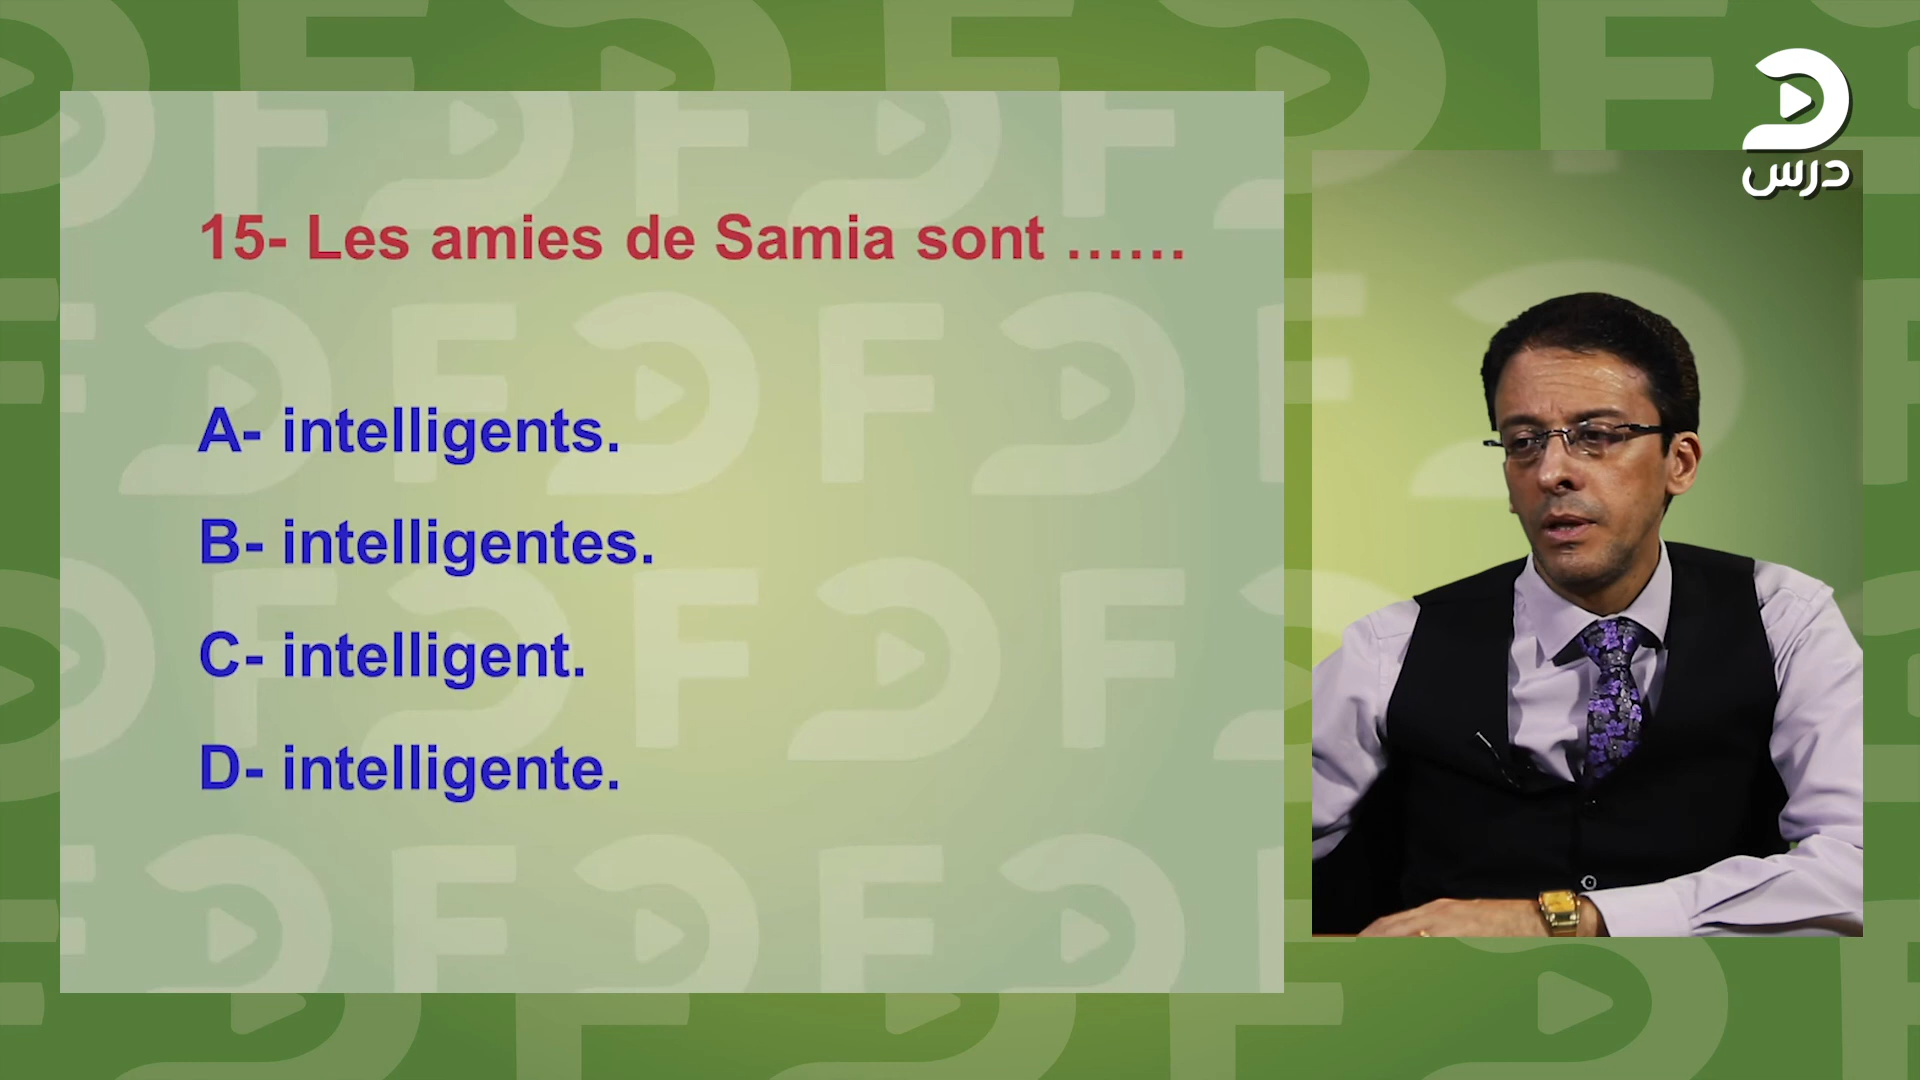 درس
15- Les amies de Samia sont ......
A- intelligents.
B- intelligentes.
C- intelligent.
D- intelligente.